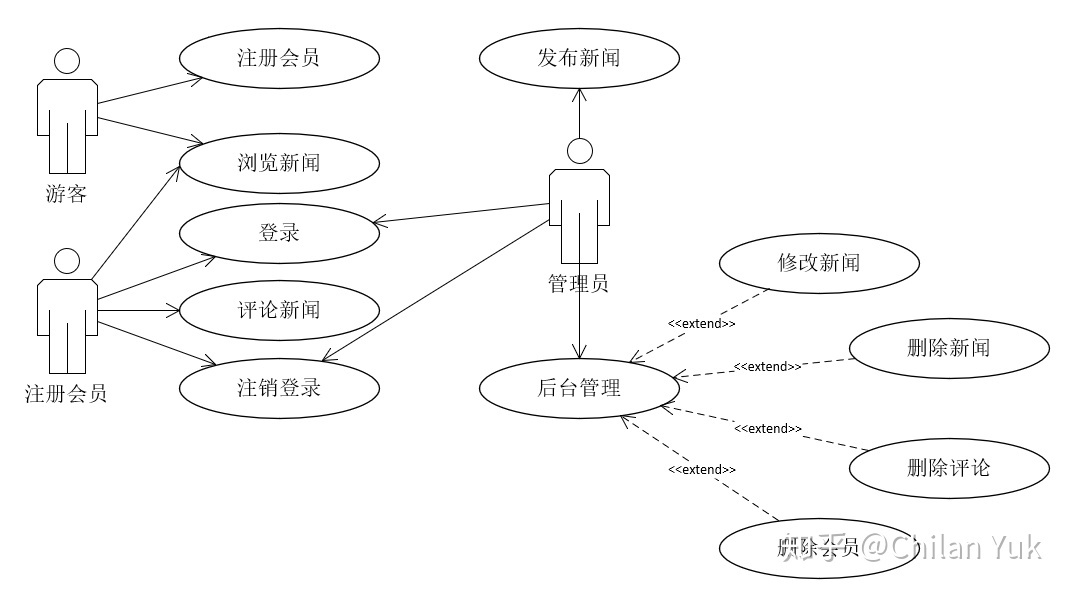 注册会员
发布新闻
浏览新闻
游客
登录
管理员
修改新闻
<<extend>>
评论新闻
删除新闻
<<extend>>
注册会员
注销登录
后台管理
<<extend>>
删除评论
<<extend>>
删除会员
知乎 @Chilan Yuk